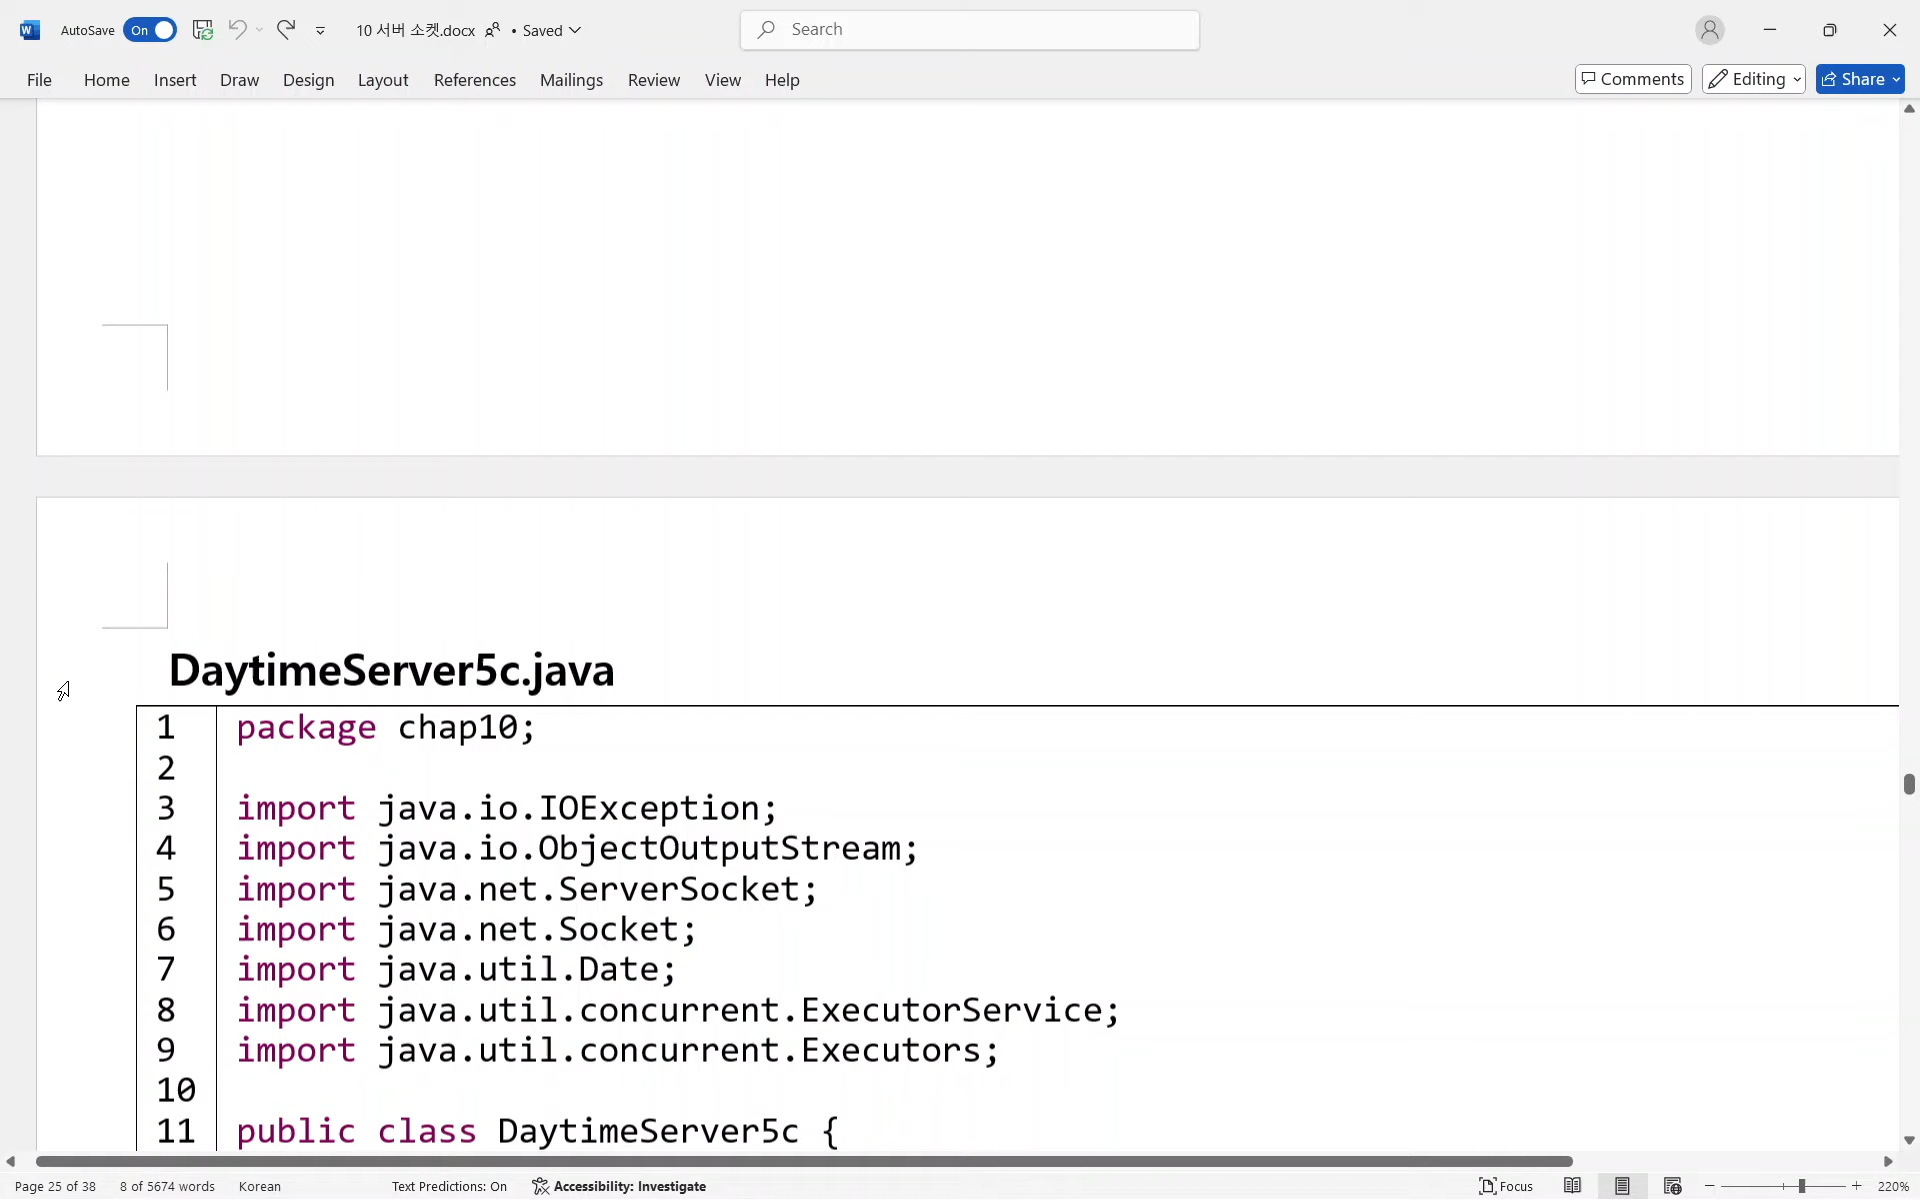 AutoSave On 10 서버 소켓.docx • Saved Search
File Home Insert Draw Design Layout References Mailings Review View Help Comments Editing Share
DaytimeServer5c.java
1 package chap10;
2
3 import java.io.IOException;
4 import java.io.ObjectOutputStream;
5 import java.net.ServerSocket;
6 import java.net.Socket;
7 import java.util.Date;
8 import java.util.concurrent.ExecutorService;
9 import java.util.concurrent.Executors;
10
11 public class DaytimeServer5c {
Page 25 of 38 8 of 5674 words Korean Text Predictions: On Accessibility: Investigate Focus 220%